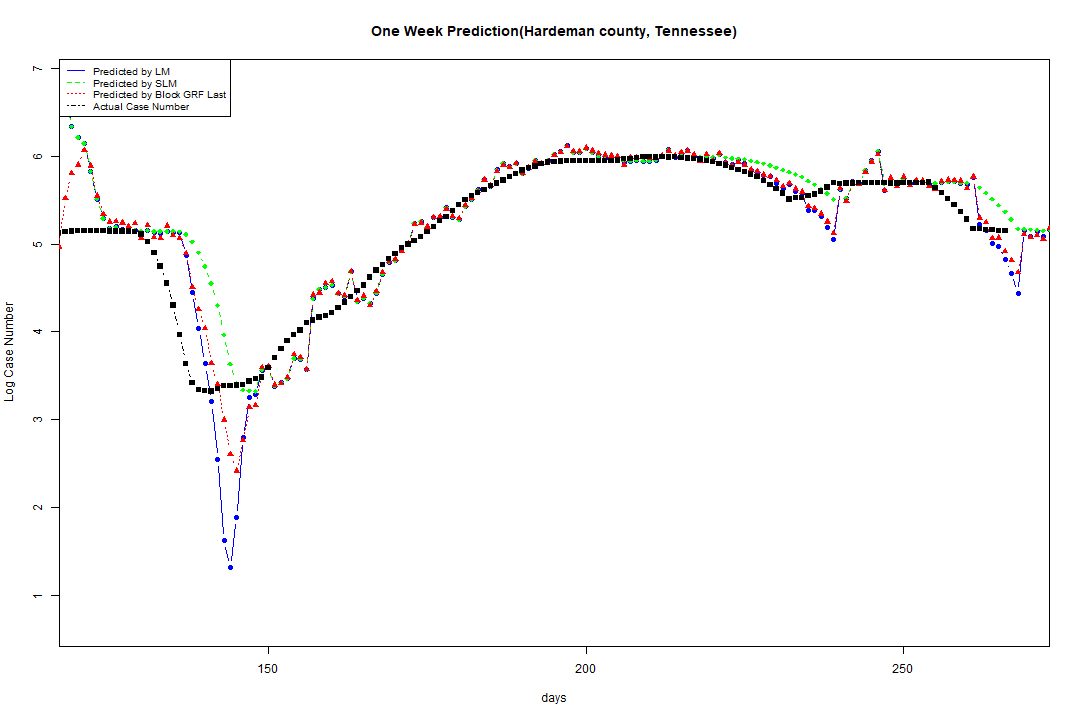 One Week Prediction(Hardeman county, Tennessee)
Predicted by LM
Predicted by SLM
Predicted by Block GRF Last
Actual Case Number
7
6
5
4
3
2
1
Log Case Number
150
200
250
days